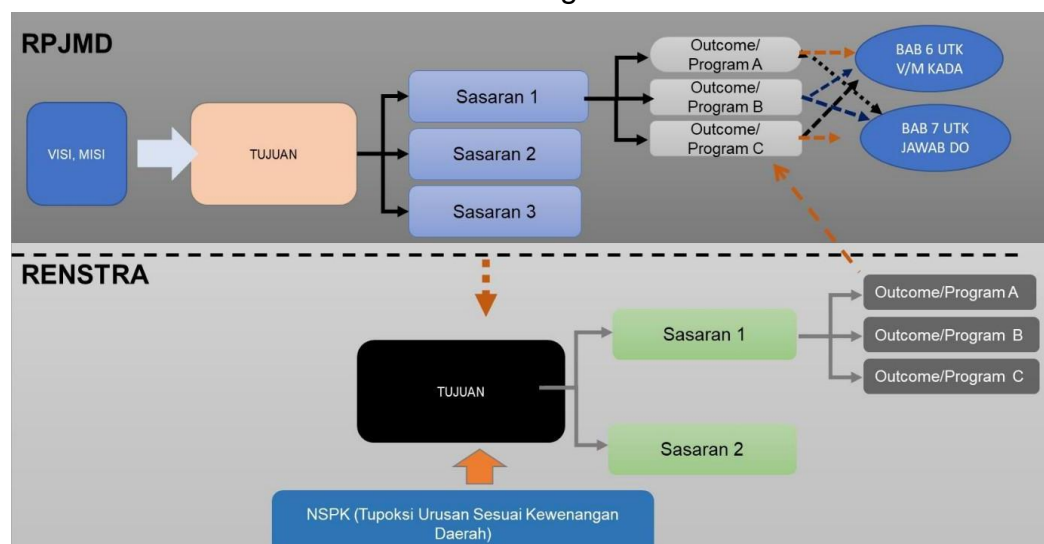 RPJMD
VISI, MISI
TUJUAN
Sasaran 1
Sasaran 2
Sasaran 3
Outcome/
Program A
Outcome/
Program B
Outcome/
Program C
BAB 6 UTK
V/M KADA
BAB 7 UTK
JAWAB DO
RENSTRA
TUJUAN
Sasaran 1
Sasaran 2
Outcome/Program A
Outcome/Program B
Outcome/Program C
NSPK (Tupoksi Urusan Sesuai Kewenangan
Daerah)